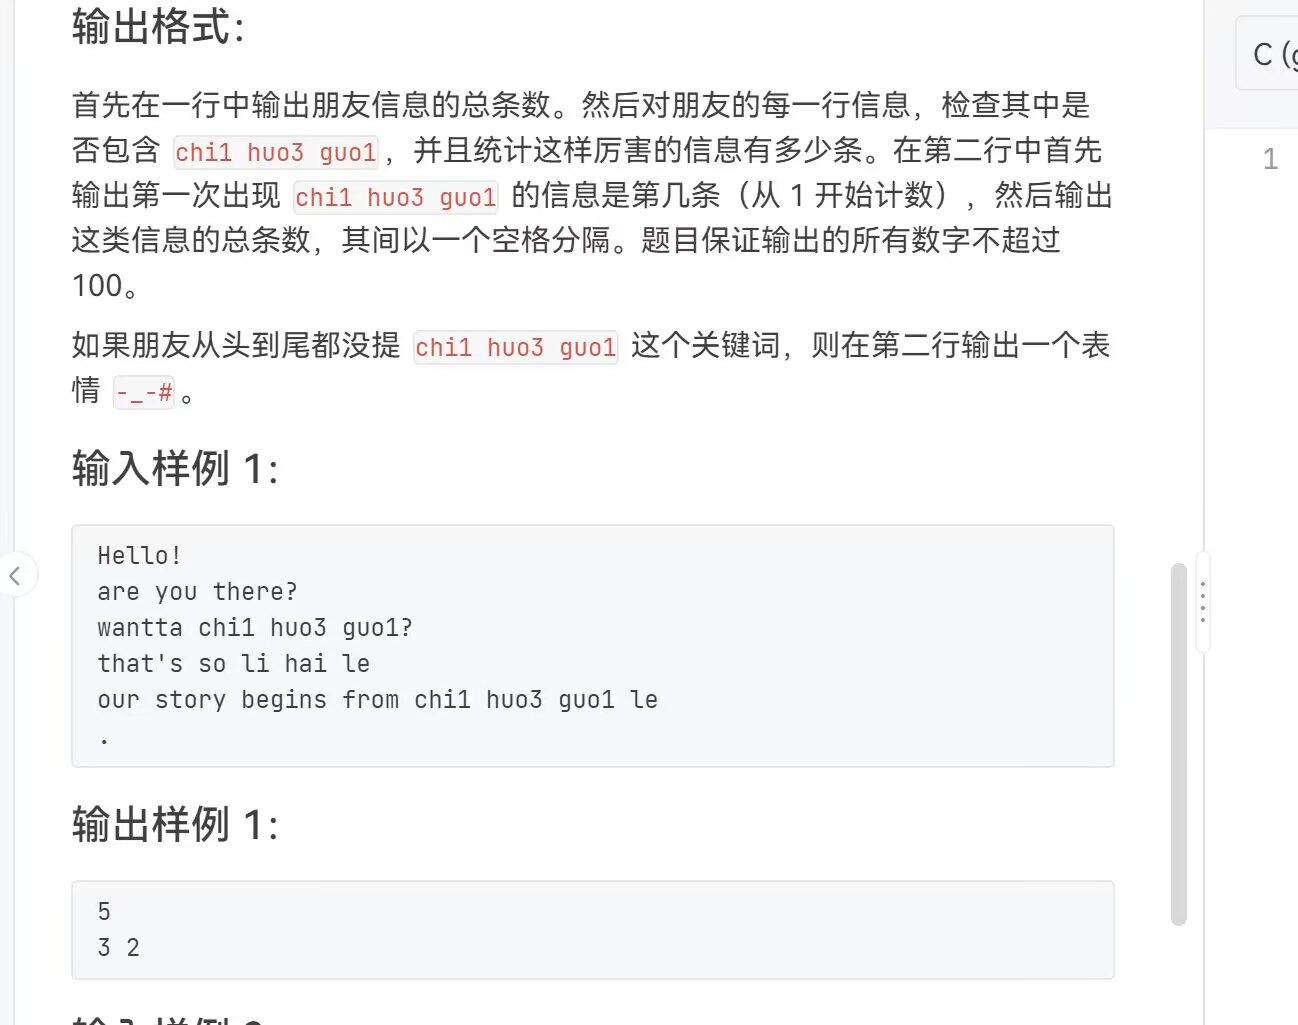 输出格式：
首先在一行中输出朋友信息的总条数。然后对朋友的每一行信息，检查其中是
否包含 chi1 huo3 guo1，并且统计这样厉害的信息有多少条。在第二行中首先
输出第一次出现 chi1 huo3 guo1 的信息是第几条（从 1 开始计数），然后输出
这类信息的总条数，其间以一个空格分隔。题目保证输出的所有数字不超过
100。
如果朋友从头到尾都没提 chi1 huo3 guo1 这个关键词，则在第二行输出一个表
情 -_-#。
输入样例 1：
Hello!
are you there?
wantta chi1 huo3 guo1?
that's so li hai le
our story begins from chi1 huo3 guo1 le
.
输出样例 1：
5
3 2
C (g
1